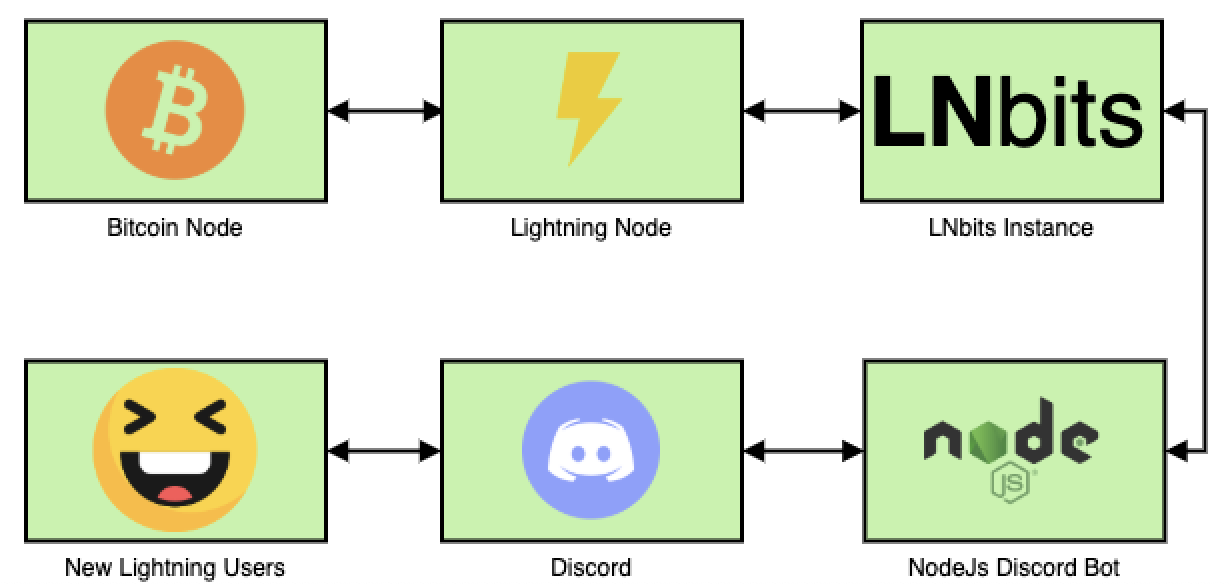 LNbits
Bitcoin Node
Lightning Node
LNbits Instance
node
JS
New Lightning Users
Discord
NodeJs Discord Bot